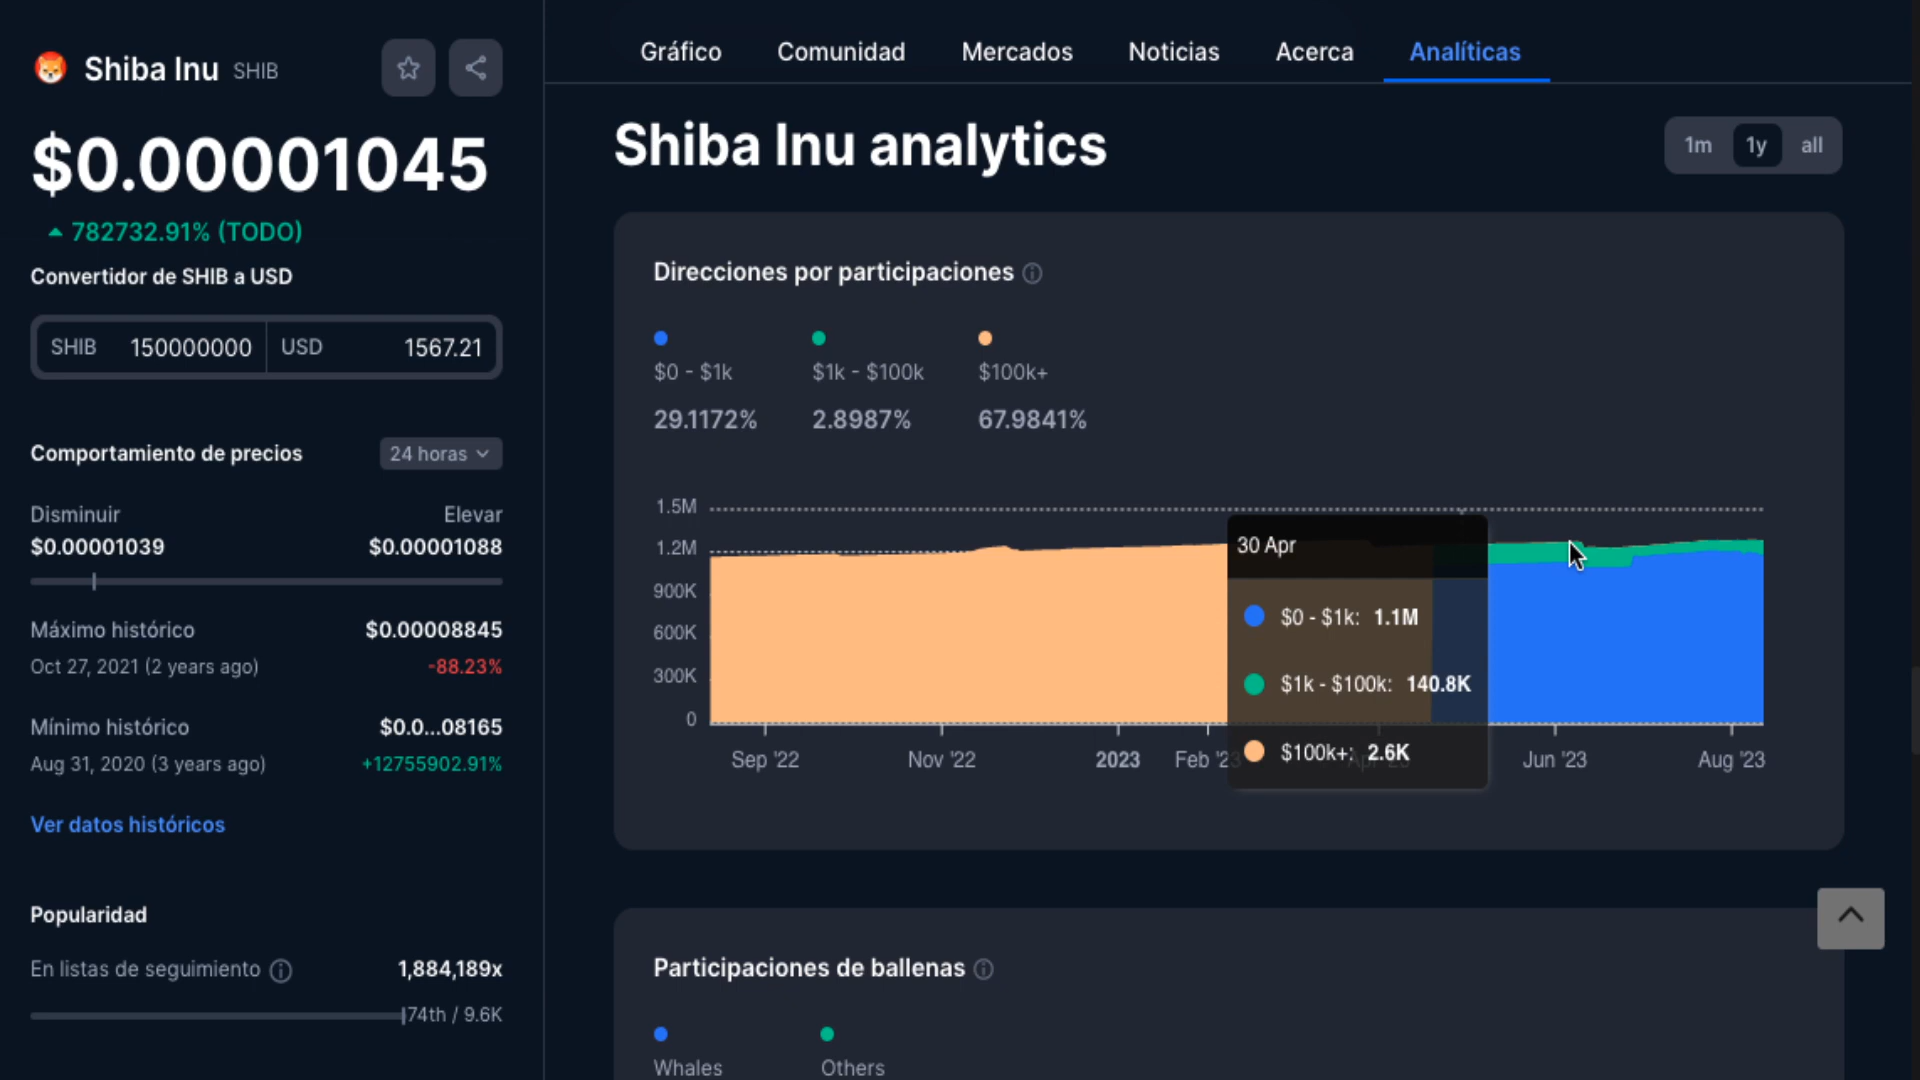 Shiba Inu SHIB
$0.00001045
782732.91% (TODO)
Convertidor de SHIB a USD
SHIB 150000000 USD 1567.21
Comportamiento de precios 24 horas
Disminuir Elevar
$0.00001039 $0.00001088
Máximo histórico $0.00008845
Oct 27, 2021 (2 years ago) -88.23%
Mínimo histórico $0.0...08165
Aug 31, 2020 (3 years ago) +12755902.91%
Ver datos históricos
Popularidad
En listas de seguimiento 1,884,189x
74th / 9.6K
Gráfico Comunidad Mercados Noticias Acerca Analíticas
Shiba Inu analytics
1m 1y all
Direcciones por participaciones
$0 - $1k $1k - $100k $100k+
29.1172% 2.8987% 67.9841%
1.5M
1.2M
900K
600K
300K
0
Sep '22 Nov '22 2023 Feb '23 Apr '23 Jun '23 Aug '23
30 Apr
$0 - $1k: 1.1M
$1k - $100k: 140.8K
$100k+: 2.6K
Participaciones de ballenas
Whales Others